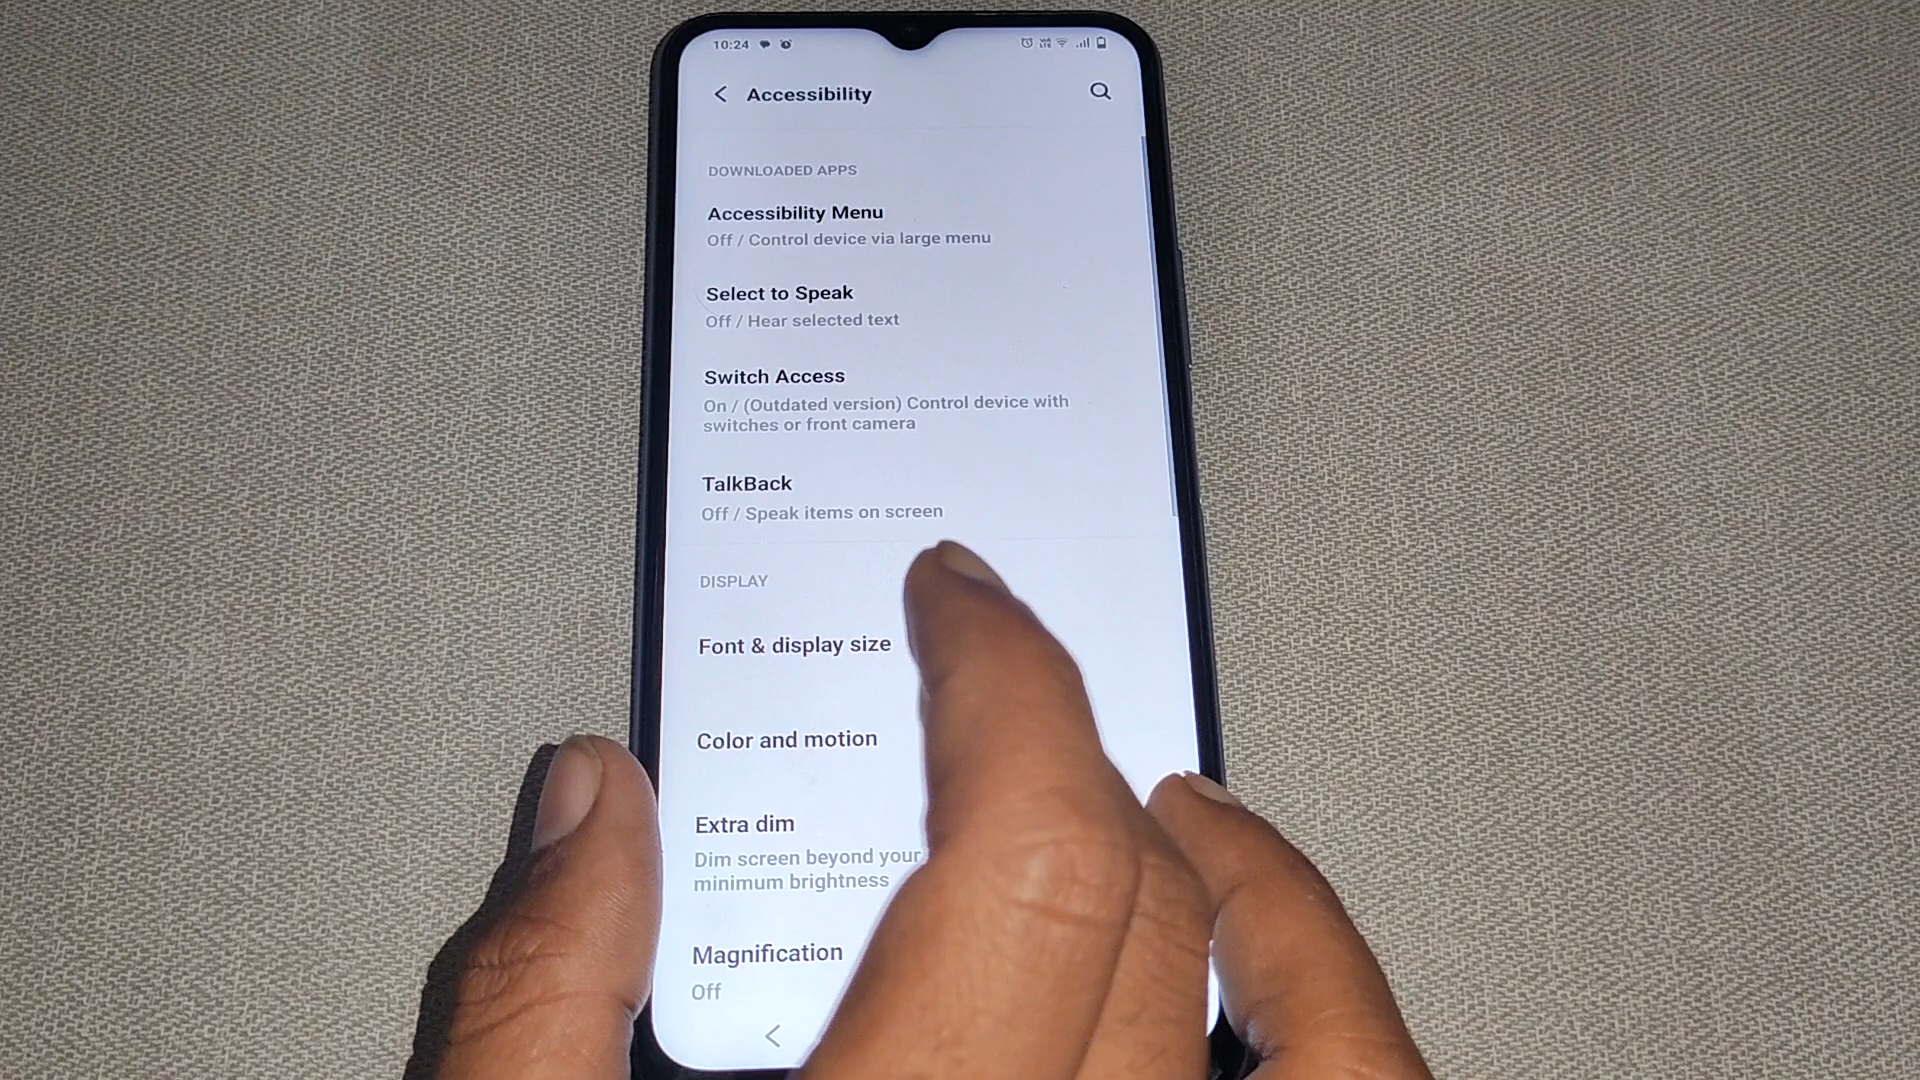 10:24
Accessibility
DOWNLOADED APPS
Accessibility Menu
Off / Control device via large menu
Select to Speak
Off / Hear selected text
Switch Access
On / (Outdated version) Control device with
switches or front camera
TalkBack
Off / Speak items on screen
DISPLAY
Font & display size
Color and motion
Extra dim
Dim screen beyond your
minimum brightness
Magnification
Off